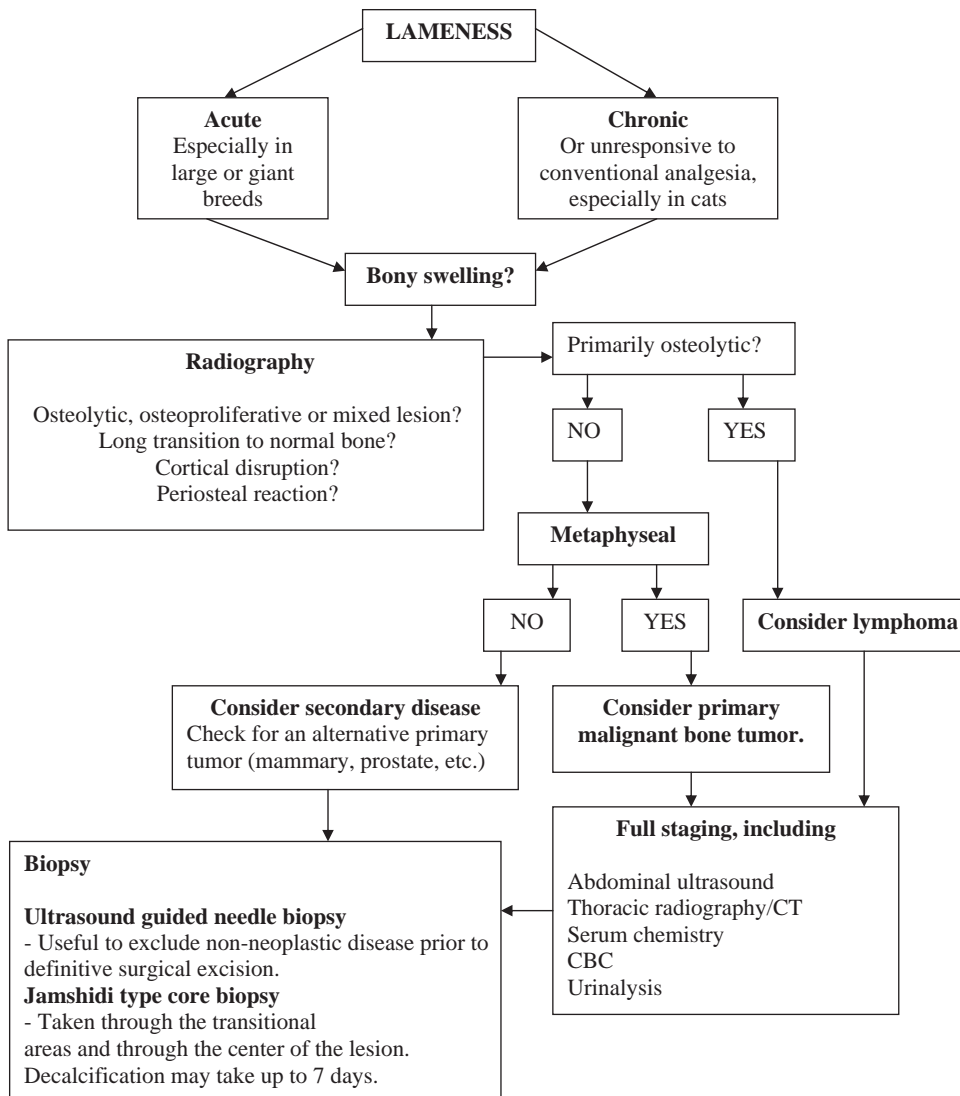 LAMENESS
Acute
Especially in
large or giant
breeds
Chronic
Or unresponsive to
conventional analgesia,
especially in cats
Bony swelling?
Radiography
Osteolytic, osteoproliferative or mixed lesion?
Long transition to normal bone?
Cortical disruption?
Periosteal reaction?
Primarily osteolytic?
NO
YES
Metaphyseal
NO
YES
Consider lymphoma
Consider secondary disease
Check for an alternative primary
tumor (mammary, prostate, etc.)
Consider primary
malignant bone tumor.
Full staging, including
Abdominal ultrasound
Thoracic radiography/CT
Serum chemistry
CBC
Urinalysis
Biopsy
Ultrasound guided needle biopsy
- Useful to exclude non-neoplastic disease prior to
definitive surgical excision.
Jamshidi type core biopsy
- Taken through the transitional
areas and through the center of the lesion.
Decalcification may take up to 7 days.